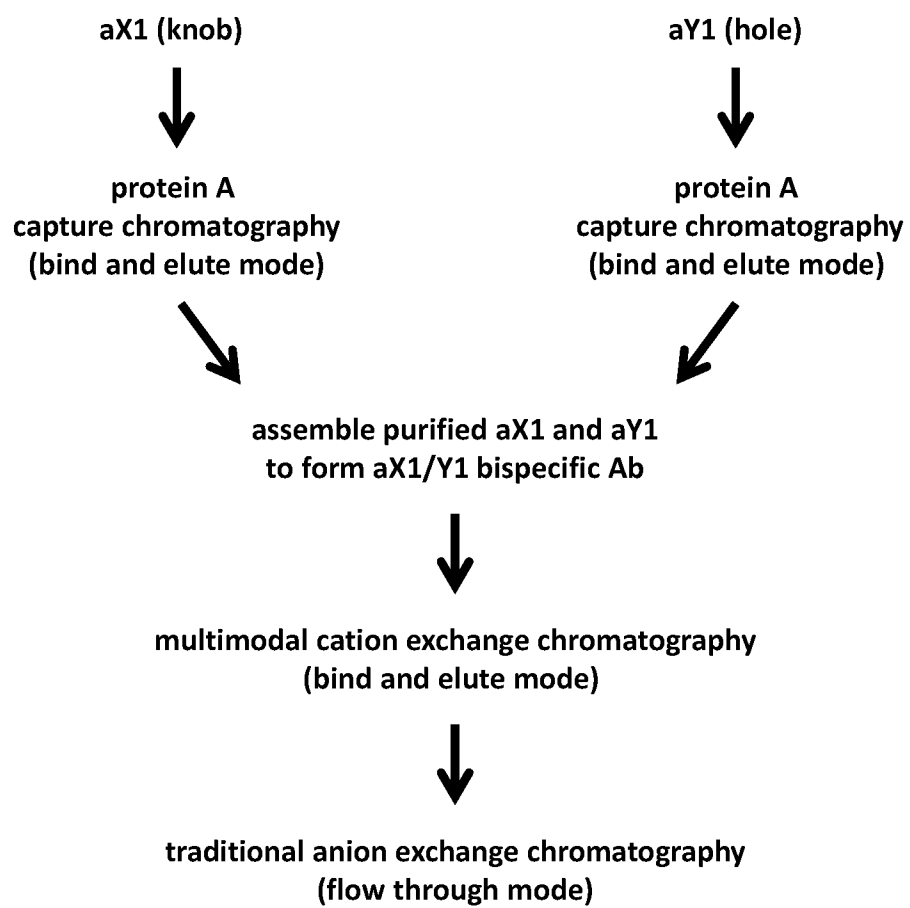 aX1 (knob)
aY1 (hole)
protein A
capture chromatography
(bind and elute mode)
protein A
capture chromatography
(bind and elute mode)
assemble purified aX1 and aY1
to form aX1/Y1 bispecific Ab
multimodal cation exchange chromatography
(bind and elute mode)
traditional anion exchange chromatography
(flow through mode)